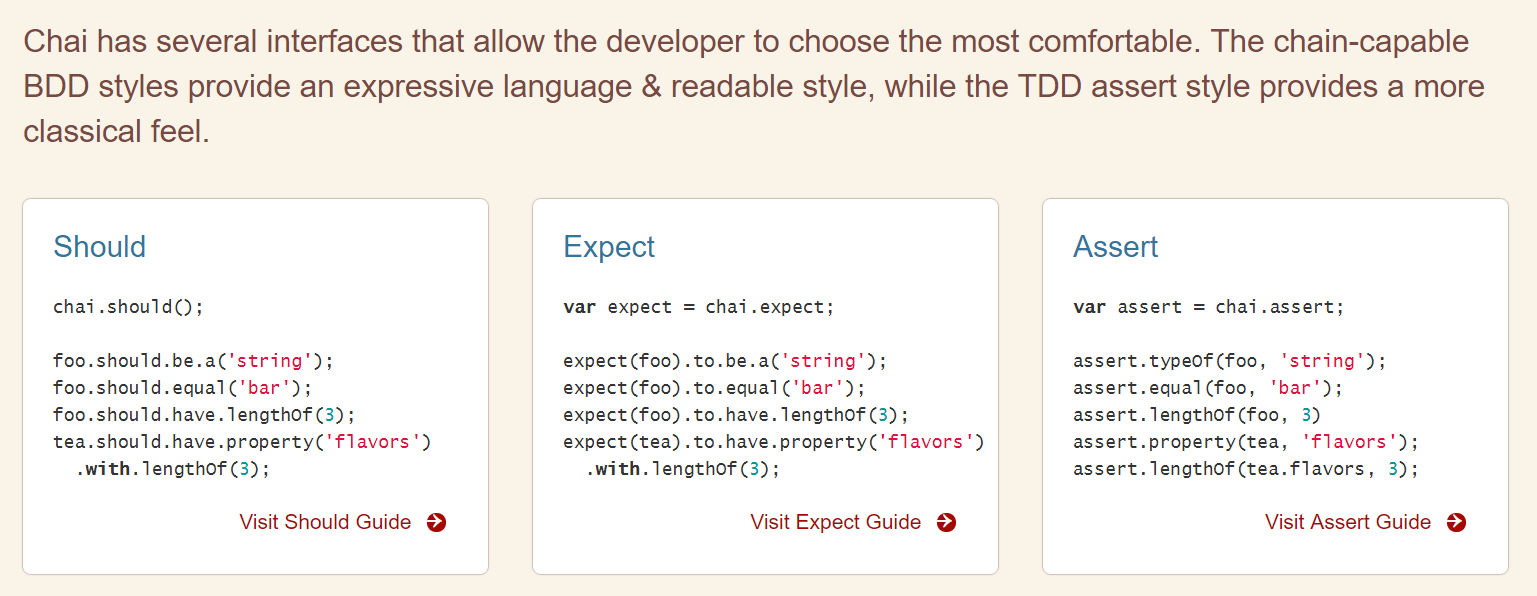 Chai has several interfaces that allow the developer to choose the most comfortable. The chain-capable
BDD styles provide an expressive language & readable style, while the TDD assert style provides a more
classical feel.
Should
chai.should();
foo.should.be.a('string');
foo.should.equal('bar');
foo.should.have.lengthOf(3);
tea.should.have.property('flavors')
.with.lengthOf(3);
Visit Should Guide
Expect
var expect = chai.expect;
expect(foo).to.be.a('string');
expect(foo).to.equal('bar');
expect(foo).to.have.lengthOf(3);
expect(tea).to.have.property('flavors')
.with.lengthOf(3);
Visit Expect Guide
Assert
var assert = chai.assert;
assert.typeOf(foo, 'string');
assert.equal(foo, 'bar');
assert.lengthOf(foo, 3)
assert.property(tea, 'flavors');
assert.lengthOf(tea.flavors, 3);
Visit Assert Guide